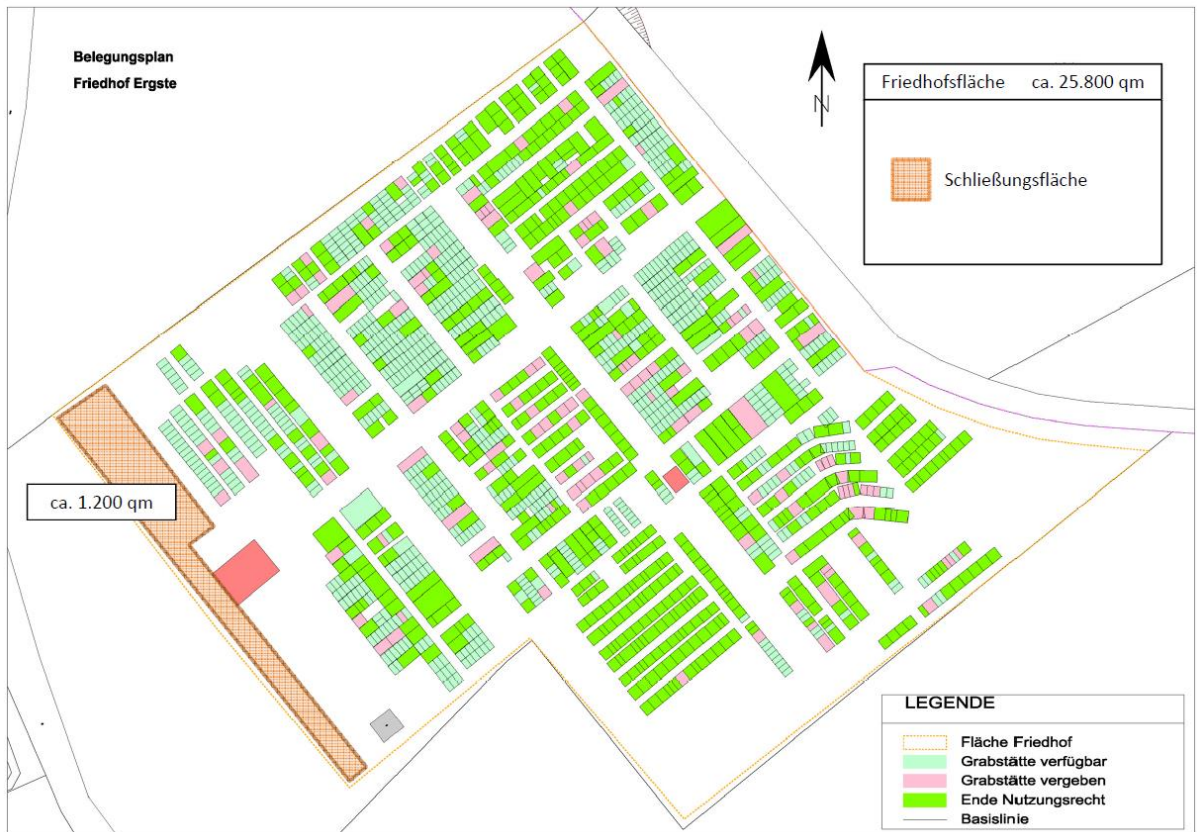 Belegungsplan
Friedhof Ergste
N
Friedhofsfläche ca. 25.800 qm
Schließungsfläche
ca. 1.200 qm
LEGENDE
Fläche Friedhof
Grabstätte verfügbar
Grabstätte vergeben
Ende Nutzungsrecht
Basislinie